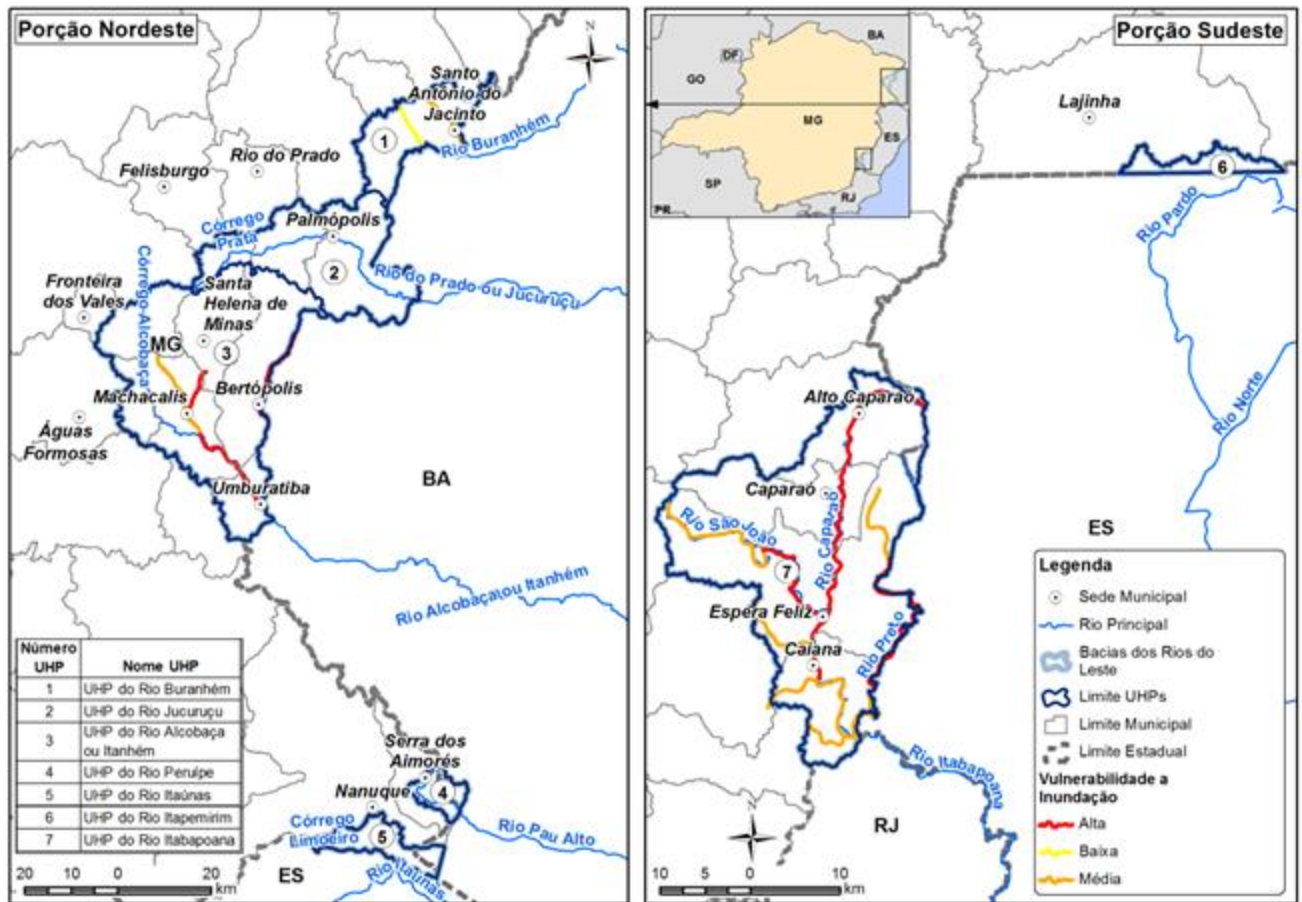 Porção Nordeste
N
Santo
Antônio do
Jacinto
1
Rio Buranhém
Rio do Prado
Felisburgo
Palmópolis
Córrego
Prata
2
Rio do Prado ou Jucuruçu
Fronteira
dos Vales
Córrego Alcobaça
Santa
Helena de
Minas
MG
3
Machacalis
Bertópolis
Águas
Formosas
Umburatiba
BA
Rio Alcobaça ou Itanhém
Número UHP Nome UHP
1 UHP do Rio Buranhém
2 UHP do Rio Jucuruçu
3 UHP do Rio Alcobaça
ou Itanhém
4 UHP do Rio Peruípe
5 UHP do Rio Itaúnas
6 UHP do Rio Itapemirim
7 UHP do Rio Itabapoana
Serra dos
Aimorés
Nanuque
4
Córrego
Limoeiro
5
Rio Pau Alto
Rio Itaúnas
ES
20 10 0 20
km
Porção Sudeste
BA
DF
GO
MG
ES
SP
RJ
PR
Lajinha
6
Rio Pardo
Rio Norte
Alto Caparaó
Caparaó
Rio São João
Rio Caparaó
7
Espera Feliz
Caiana
Rio Preto
ES
Rio Itabapoana
RJ
N
10 5 0 10
km
Legenda
Sede Municipal
Rio Principal
Bacias dos Rios do
Leste
Limite UHPs
Limite Municipal
Limite Estadual
Vulnerabilidade a
Inundação
Alta
Baixa
Média